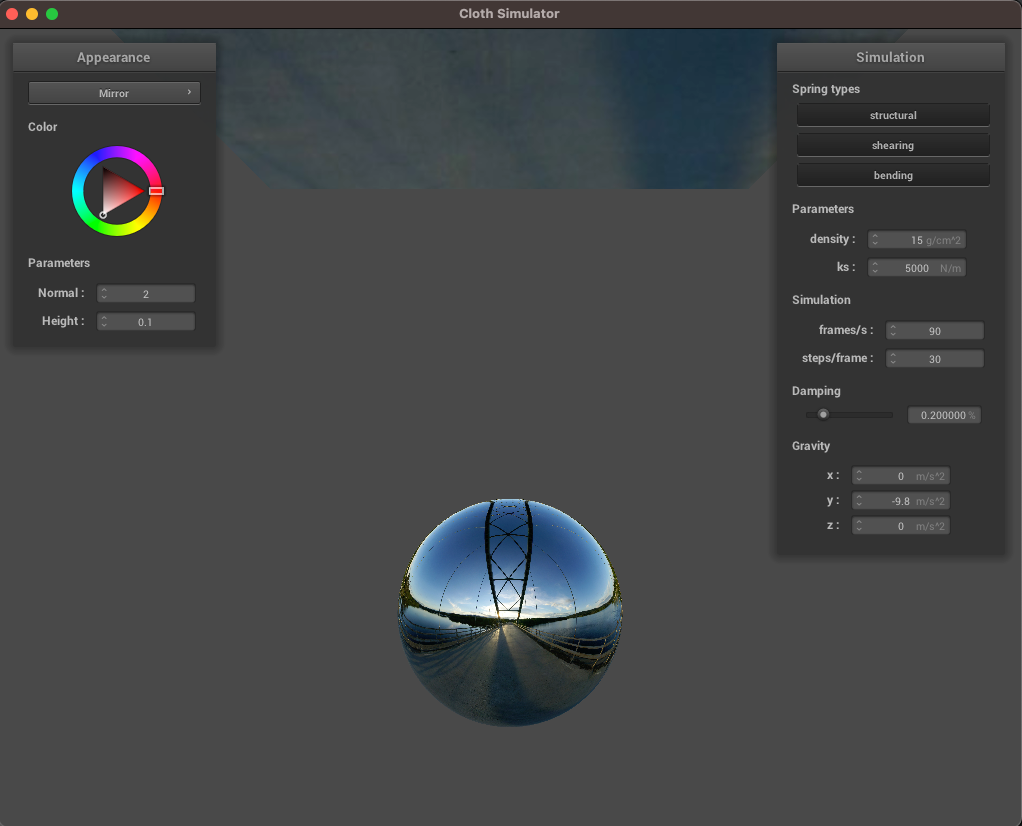 Cloth Simulator
Appearance
Mirror
Color
Parameters
Normal : 2
Height : 0.1
Simulation
Spring types
structural
shearing
bending
Parameters
density : 15 g/cm^2
ks : 5000 N/m
Simulation
frames/s : 90
steps/frame : 30
Damping
0.200000 %
Gravity
x : 0 m/s^2
y : -9.8 m/s^2
z : 0 m/s^2